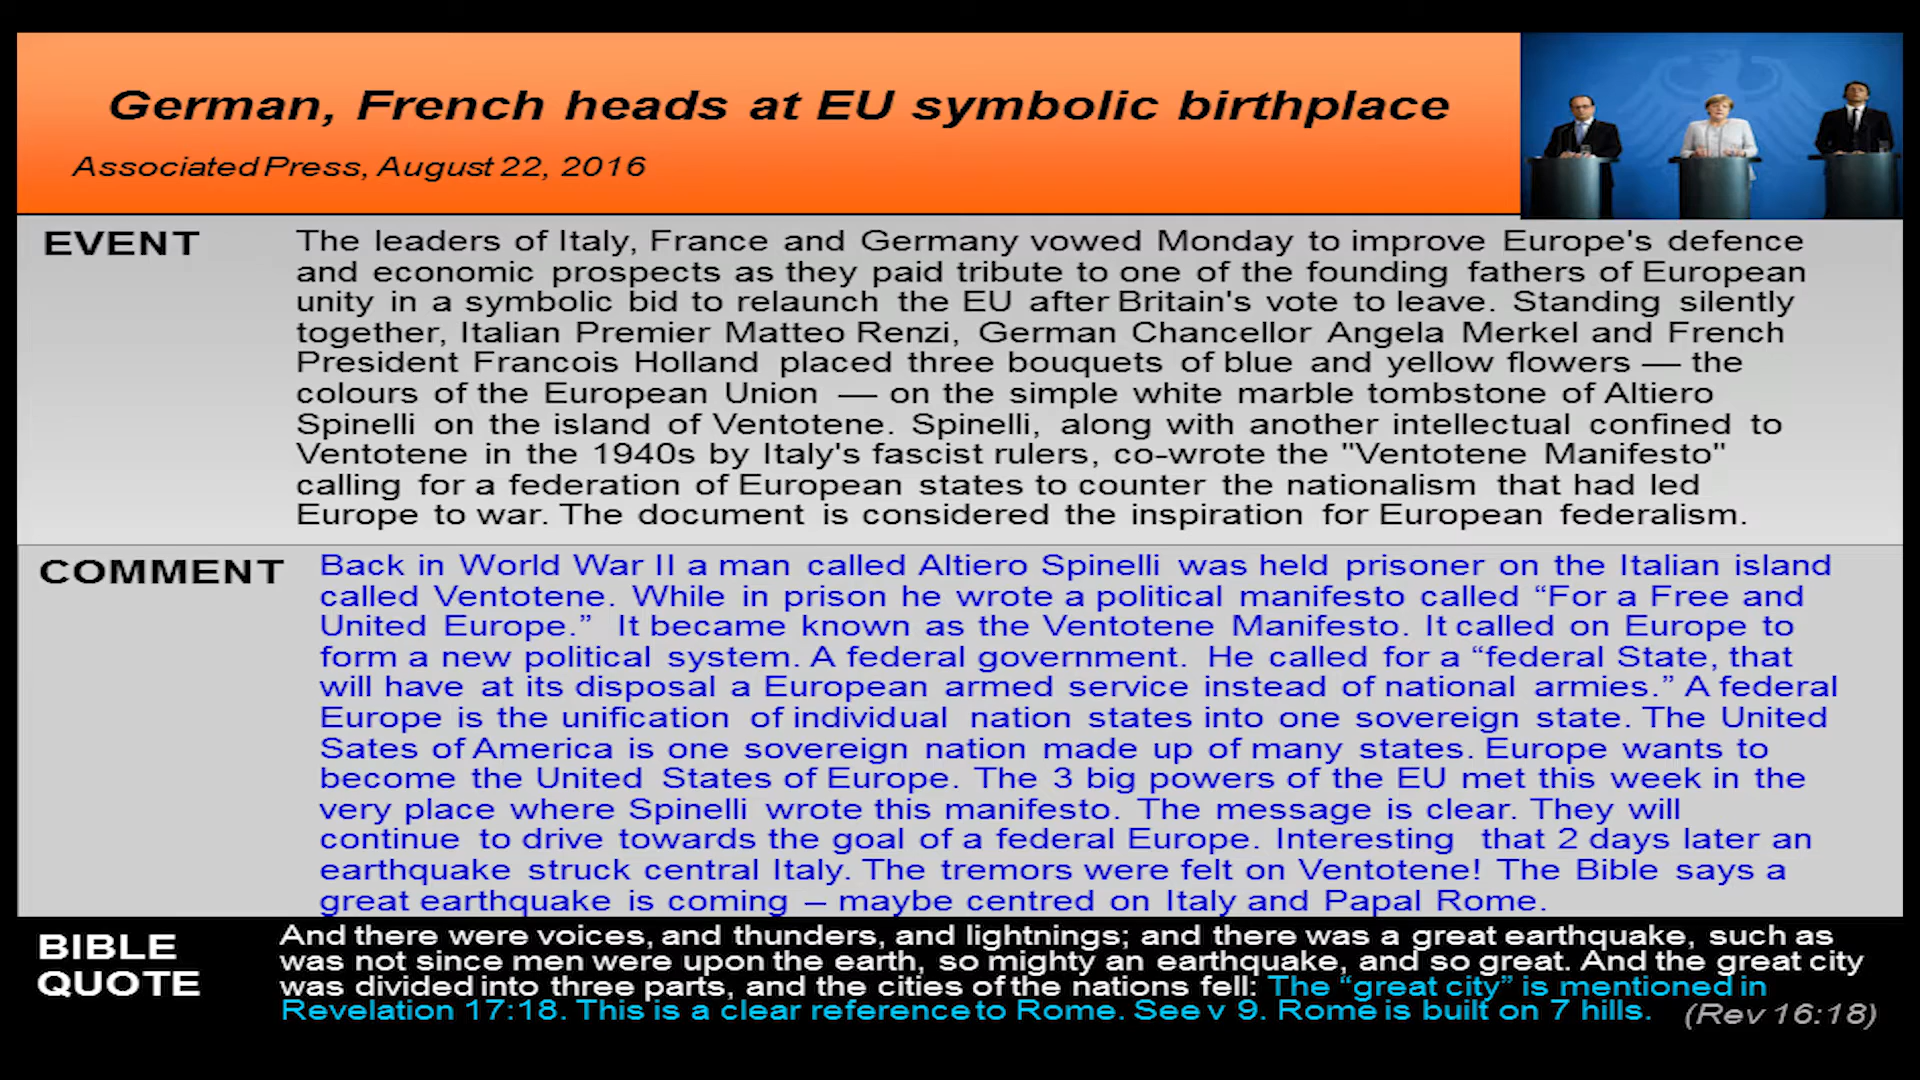 German, French heads at EU symbolic birthplace
Associated Press, August 22, 2016
EVENT
The leaders of Italy, France and Germany vowed Monday to improve Europe's defence
and economic prospects as they paid tribute to one of the founding fathers of European
unity in a symbolic bid to relaunch the EU after Britain's vote to leave. Standing silently
together, Italian Premier Matteo Renzi, German Chancellor Angela Merkel and French
President Francois Holland placed three bouquets of blue and yellow flowers — the
colours of the European Union — on the simple white marble tombstone of Altiero
Spinelli on the island of Ventotene. Spinelli, along with another intellectual confined to
Ventotene in the 1940s by Italy's fascist rulers, co-wrote the "Ventotene Manifesto"
calling for a federation of European states to counter the nationalism that had led
Europe to war. The document is considered the inspiration for European federalism.
COMMENT
Back in World War II a man called Altiero Spinelli was held prisoner on the Italian island
called Ventotene. While in prison he wrote a political manifesto called “For a Free and
United Europe.” It became known as the Ventotene Manifesto. It called on Europe to
form a new political system. A federal government. He called for a “federal State, that
will have at its disposal a European armed service instead of national armies.” A federal
Europe is the unification of individual nation states into one sovereign state. The United
Sates of America is one sovereign nation made up of many states. Europe wants to
become the United States of Europe. The 3 big powers of the EU met this week in the
very place where Spinelli wrote this manifesto. The message is clear. They will
continue to drive towards the goal of a federal Europe. Interesting that 2 days later an
earthquake struck central Italy. The tremors were felt on Ventotene! The Bible says a
great earthquake is coming – maybe centred on Italy and Papal Rome.
BIBLE
QUOTE
And there were voices, and thunders, and lightnings; and there was a great earthquake, such as
was not since men were upon the earth, so mighty an earthquake, and so great. And the great city
was divided into three parts, and the cities of the nations fell: The “great city” is mentioned in
Revelation 17:18. This is a clear reference to Rome. See v 9. Rome is built on 7 hills.
(Rev 16:18)